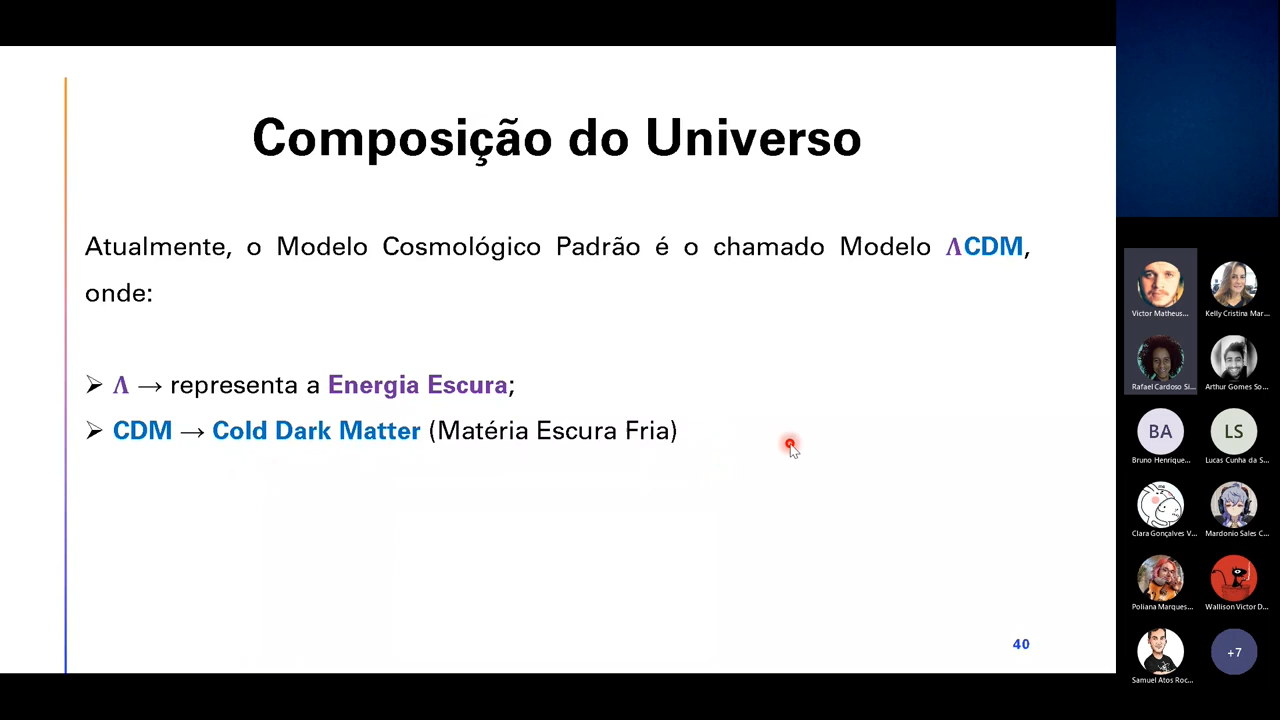 Composição do Universo
Atualmente, o Modelo Cosmológico Padrão é o chamado Modelo ΛCDM,
onde:
➢ Λ → representa a Energia Escura;
➢ CDM → Cold Dark Matter (Matéria Escura Fria)
40
Victor Matheus...
Kelly Cristina Mar...
Rafael Cardoso Si...
Arthur Gomes So...
BA
LS
Bruno Henrique...
Lucas Cunha da S...
Clara Gonçalves V...
Mardonio Sales C...
Poliana Marques...
Wallison Victor D...
+7
Samuel Atos Roc...